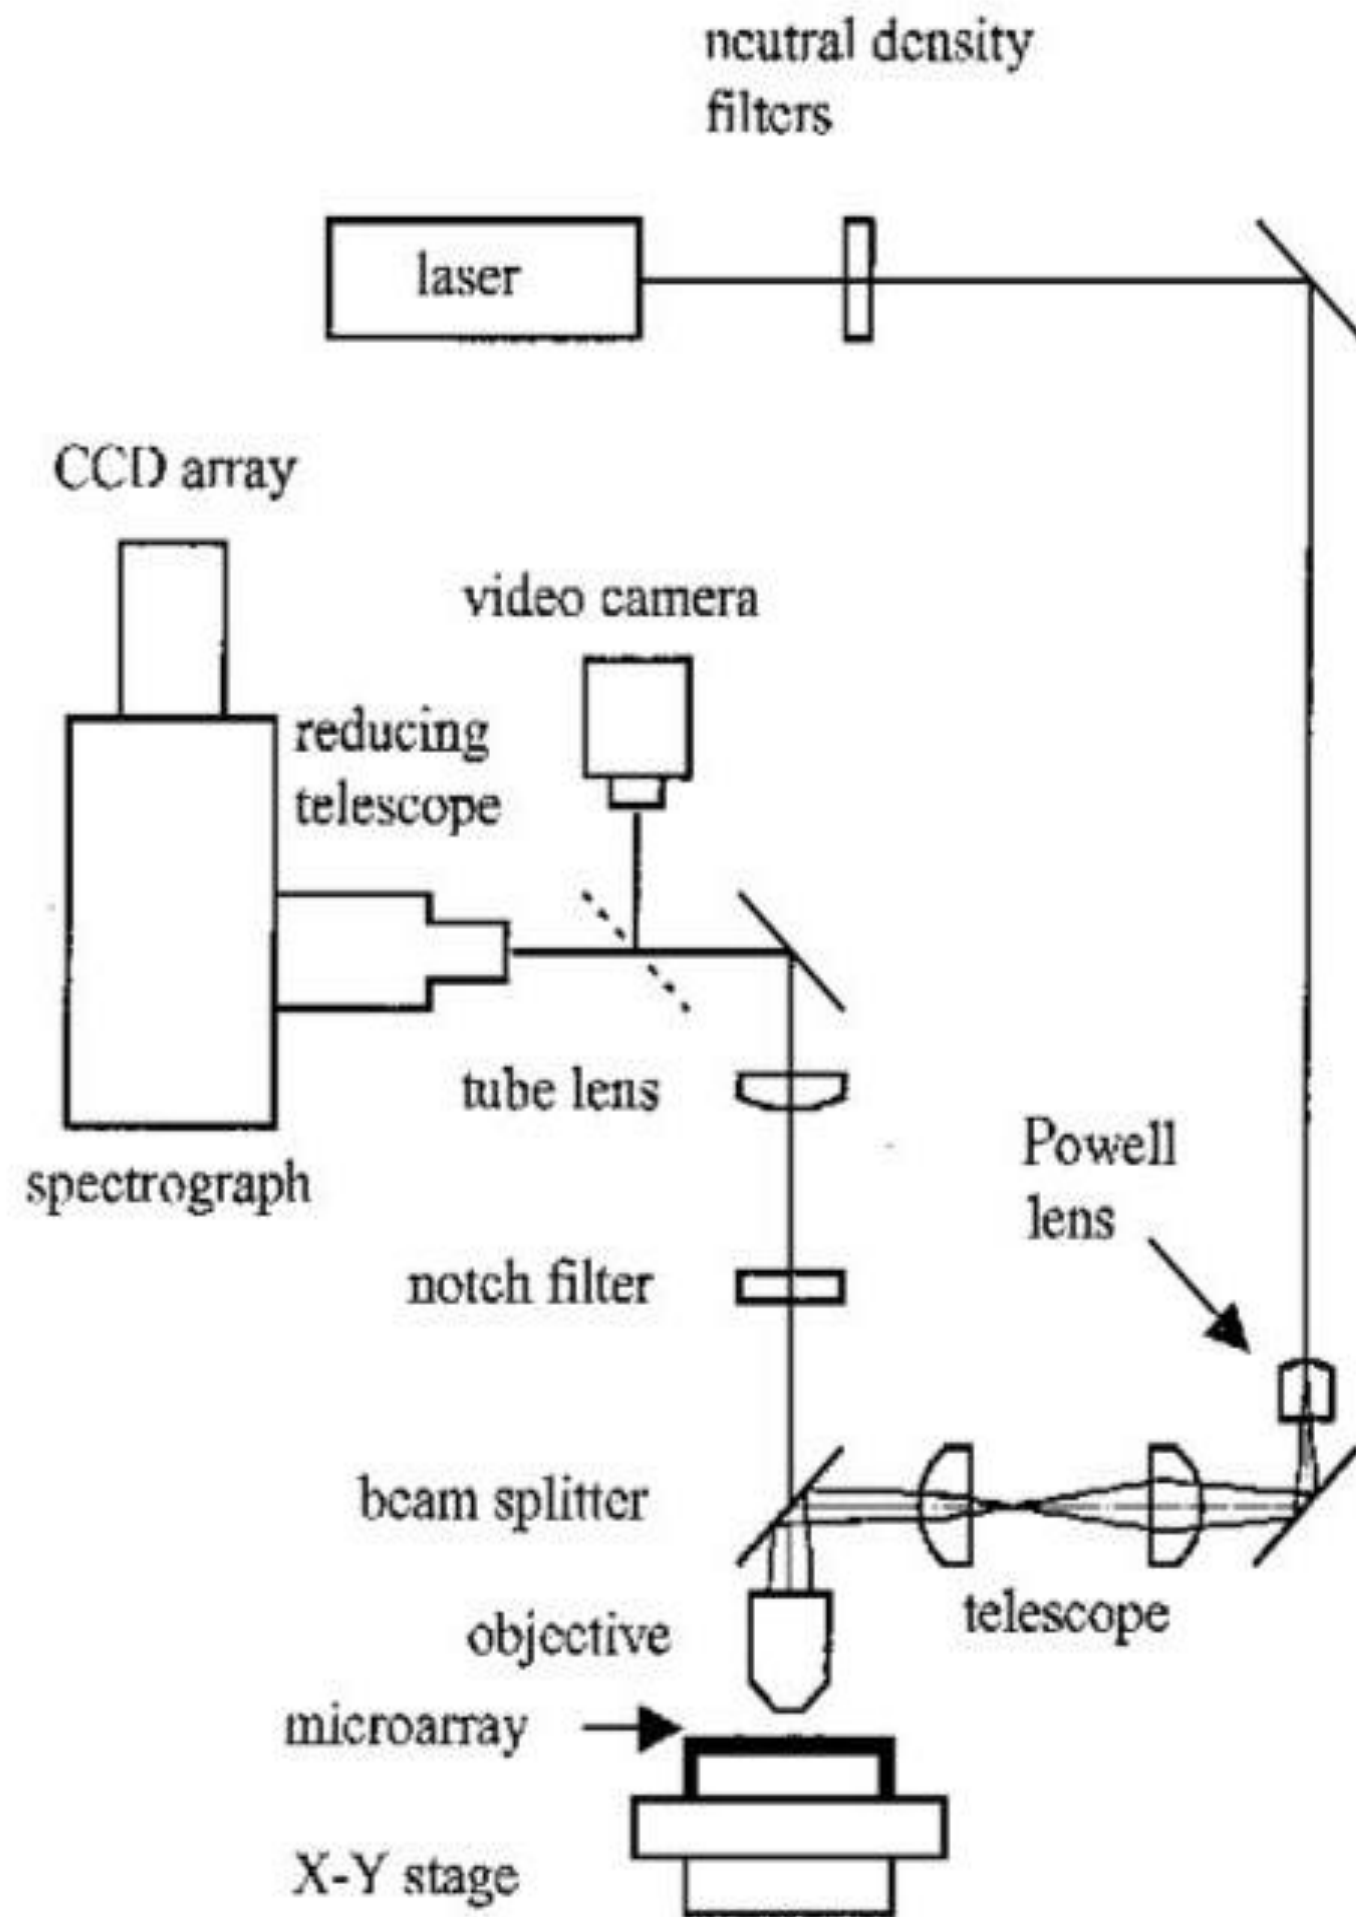 neutral density
filters
laser
CCD array
video camera
reducing
telescope
tube lens
spectrograph
Powell
lens
notch filter
beam splitter
telescope
objective
microarray
X-Y stage